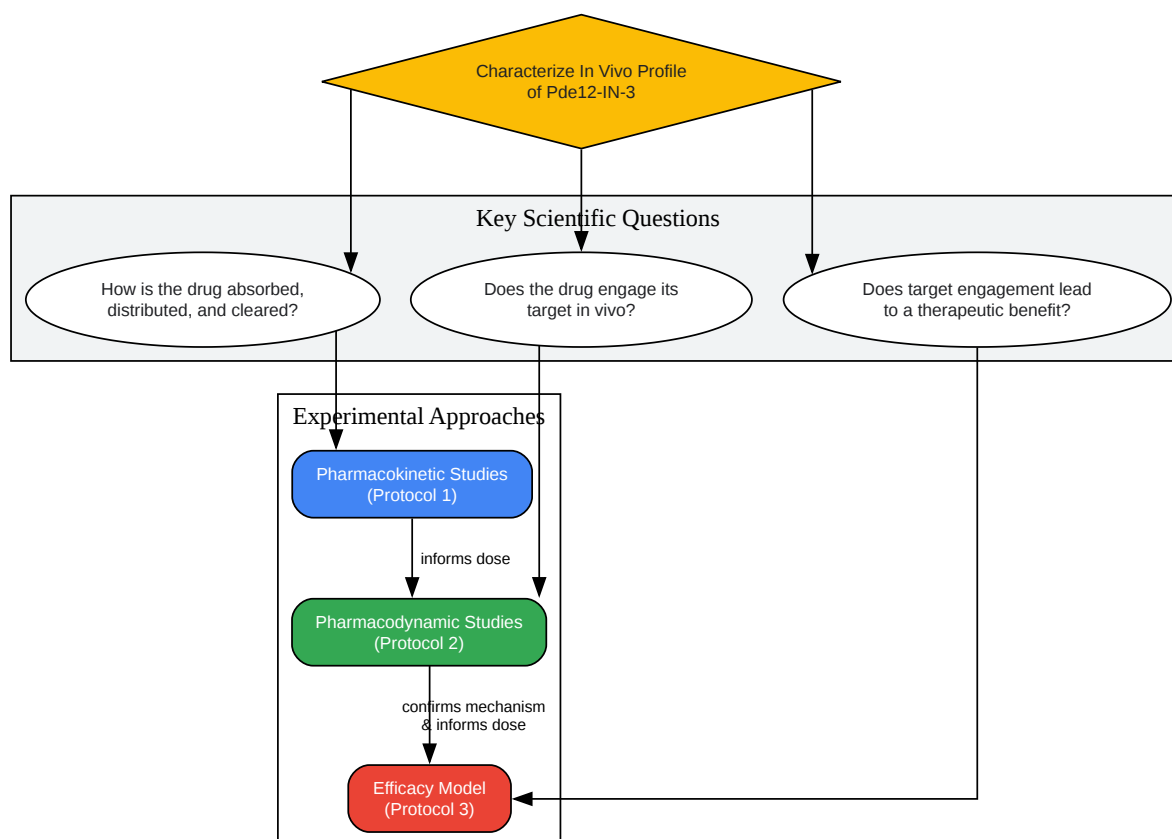 Characterize In Vivo Profile
of Pde12-IN-3
Key Scientific Questions
How is the drug absorbed,
distributed, and cleared?
Does the drug engage its
target in vivo?
Does target engagement lead
to a therapeutic benefit?
Experimental Approaches
Pharmacokinetic Studies
(Protocol 1)
informs dose
Pharmacodynamic Studies
(Protocol 2)
confirms mechanism
& informs dose
Efficacy Model
(Protocol 3)